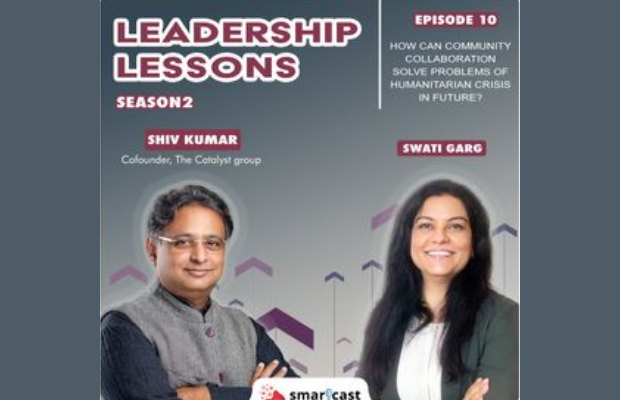 LEADERSHIP
LESSONS
SEASON2
EPISODE 10
HOW CAN COMMUNITY
COLLABORATION
SOLVE PROBLEMS OF
HUMANITARIAN CRISIS
IN FUTURE?
SHIV KUMAR
Cofounder, The Catalyst group
SWATI GARG
smartcast